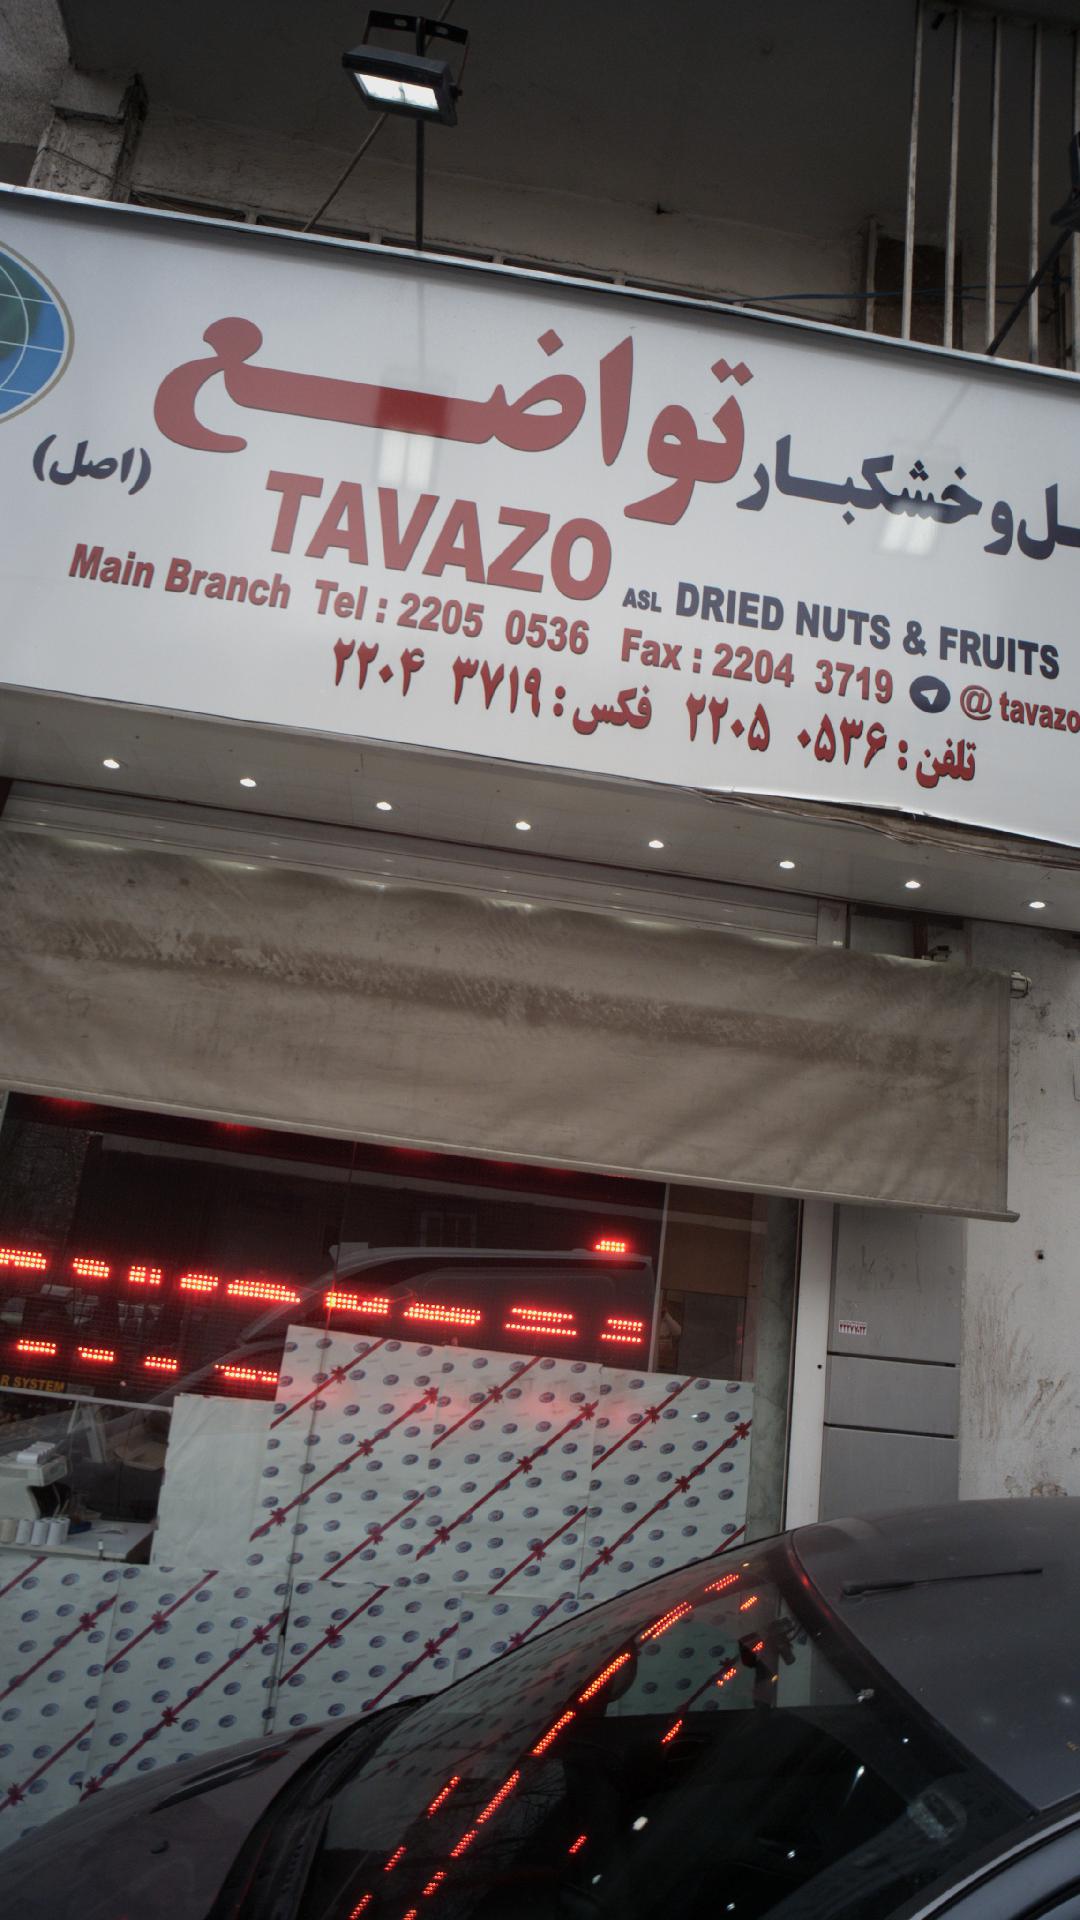 و خشکبار تواضع
(اصل)
TAVAZO
ASL DRIED NUTS & FRUITS
Main Branch Tel : 2205 0536 Fax : 2204 3719 @tavazo
تلفن : ۰۵۳۶ ۲۲۰۵ فکس : ۳۷۱۹ ۲۲۰۴
R SYSTEM